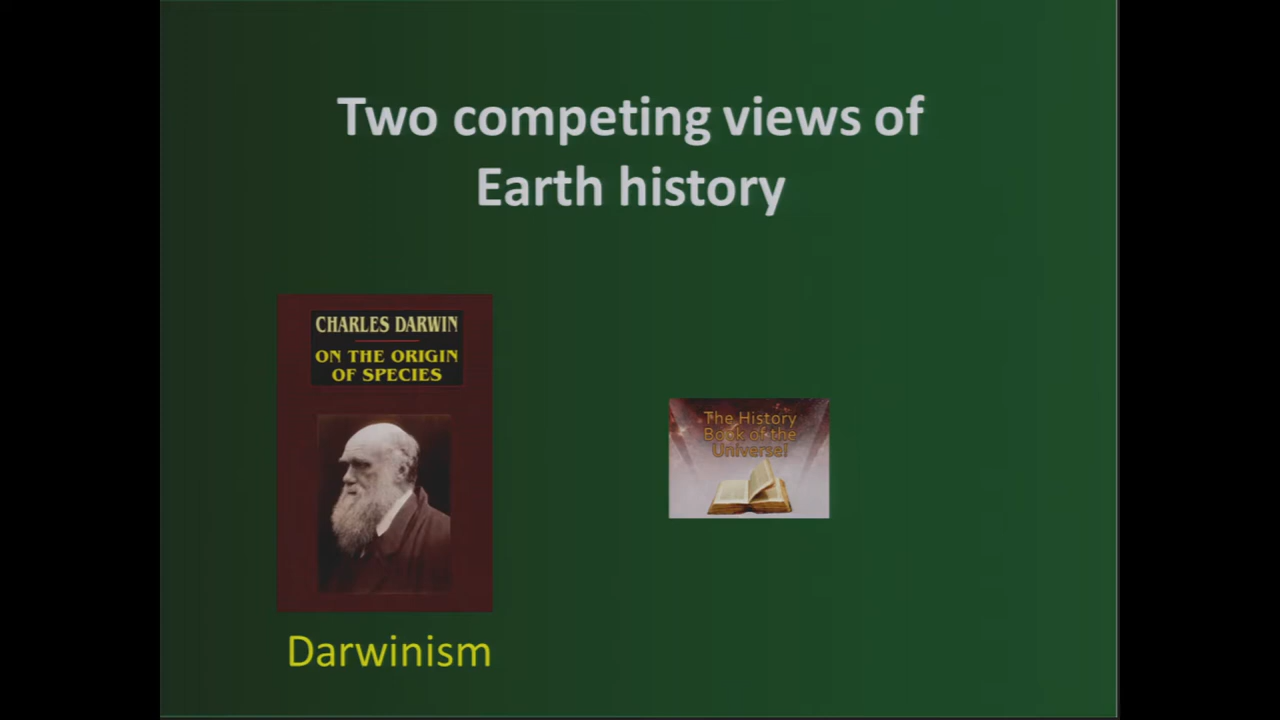 Two competing views of
Earth history
CHARLES DARWIN
ON THE ORIGIN
OF SPECIES
The History
Book of the
Universal
Darwinism